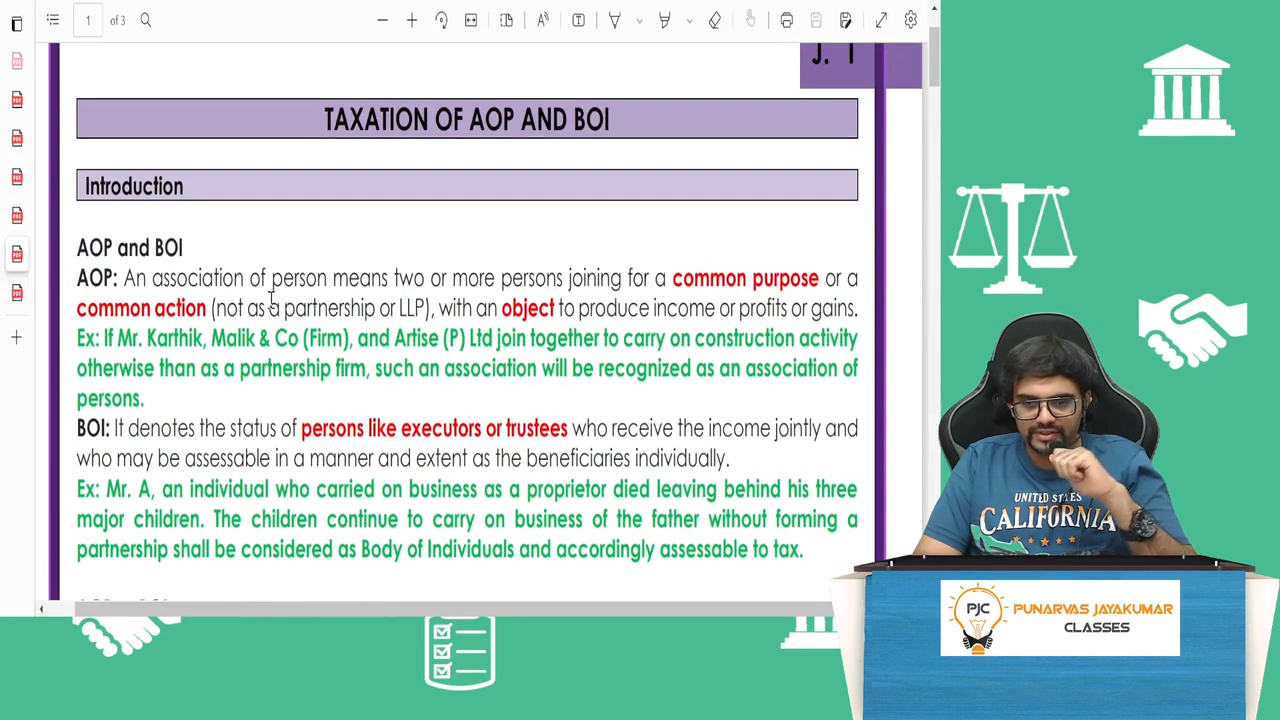 1 of 3
J. 1
TAXATION OF AOP AND BOI
Introduction
AOP and BOI
AOP: An association of person means two or more persons joining for a common purpose or a
common action (not as a partnership or LLP), with an object to produce income or profits or gains.
Ex: If Mr. Karthik, Malik & Co (Firm), and Artise (P) Ltd join together to carry on construction activity
otherwise than as a partnership firm, such an association will be recognized as an association of
persons.
BOI: It denotes the status of persons like executors or trustees who receive the income jointly and
who may be assessable in a manner and extent as the beneficiaries individually.
Ex: Mr. A, an individual who carried on business as a proprietor died leaving behind his three
major children. The children continue to carry on business of the father without forming a
partnership shall be considered as Body of Individuals and accordingly assessable to tax.
UNITED STATES
CALIFORNIA
PJC
PUNARVAS JAYAKUMAR
CLASSES